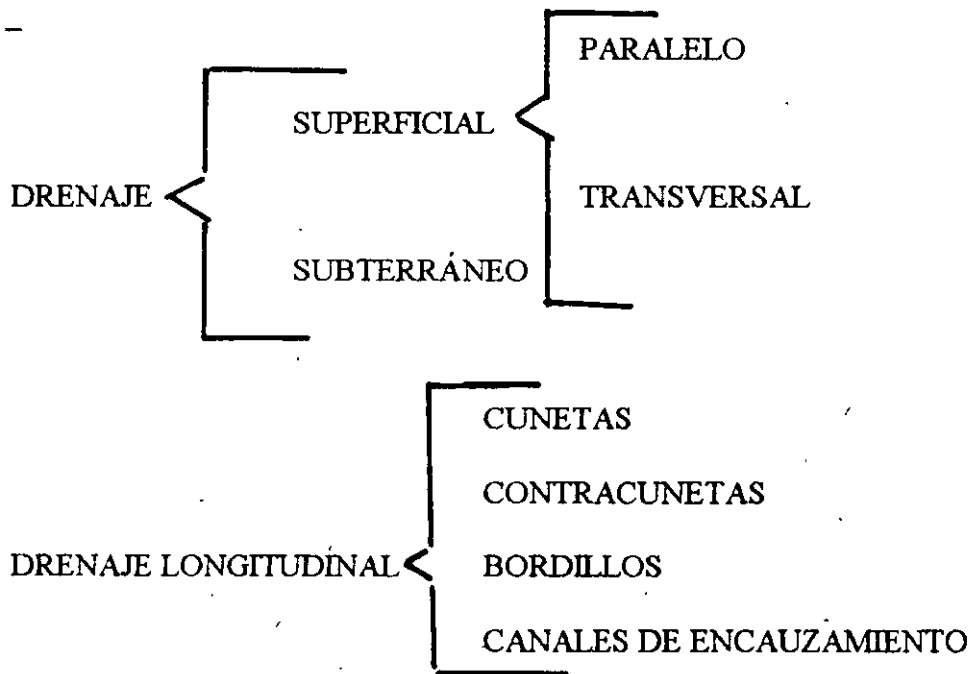 PARALELO
SUPERFICIAL
DRENAJE
TRANSVERSAL
SUBTERRÁNEO
CUNETAS
CONTRACUNETAS
DRENAJE LONGITUDINAL
BORDILLOS
CANALES DE ENCAUZAMIENTO